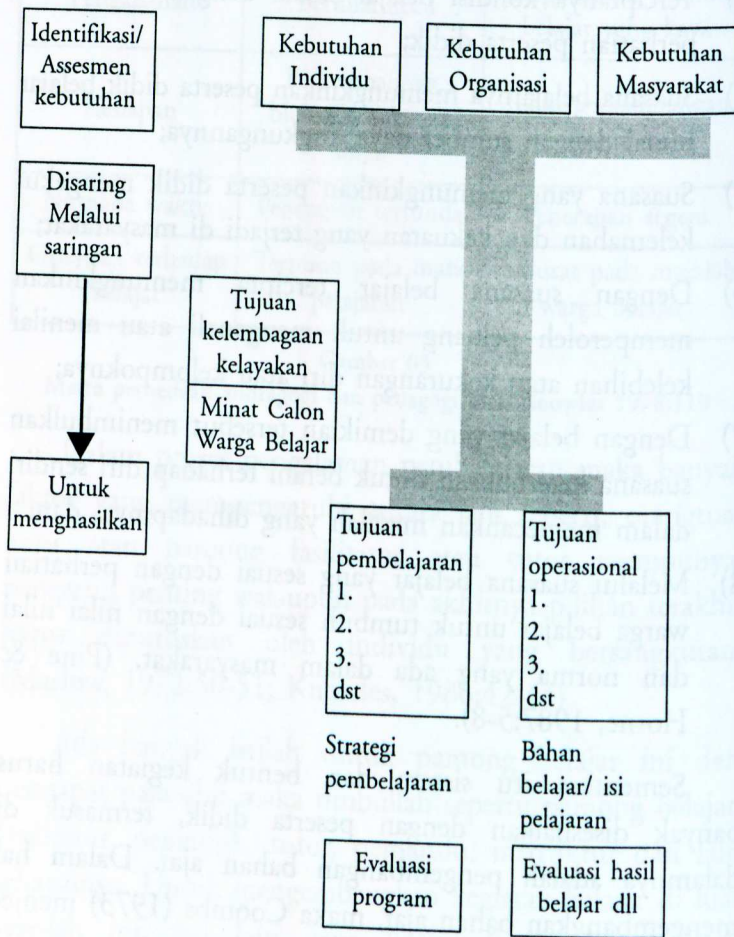 Identifikasi/
Assesmen
kebutuhan
Kebutuhan
Individu
Kebutuhan
Organisasi
Kebutuhan
Masyarakat
Disaring
Melalui
saringan
Tujuan
kelembagaan
kelayakan
Minat Calon
Warga Belajar
Untuk
menghasilkan
Tujuan
pembelajaran
1.
2.
3.
dst
Tujuan
operasional
1.
2.
3.
dst
Strategi
pembelajaran
Bahan
belajar/ isi
pelajaran
Evaluasi
program
Evaluasi hasil
belajar dll